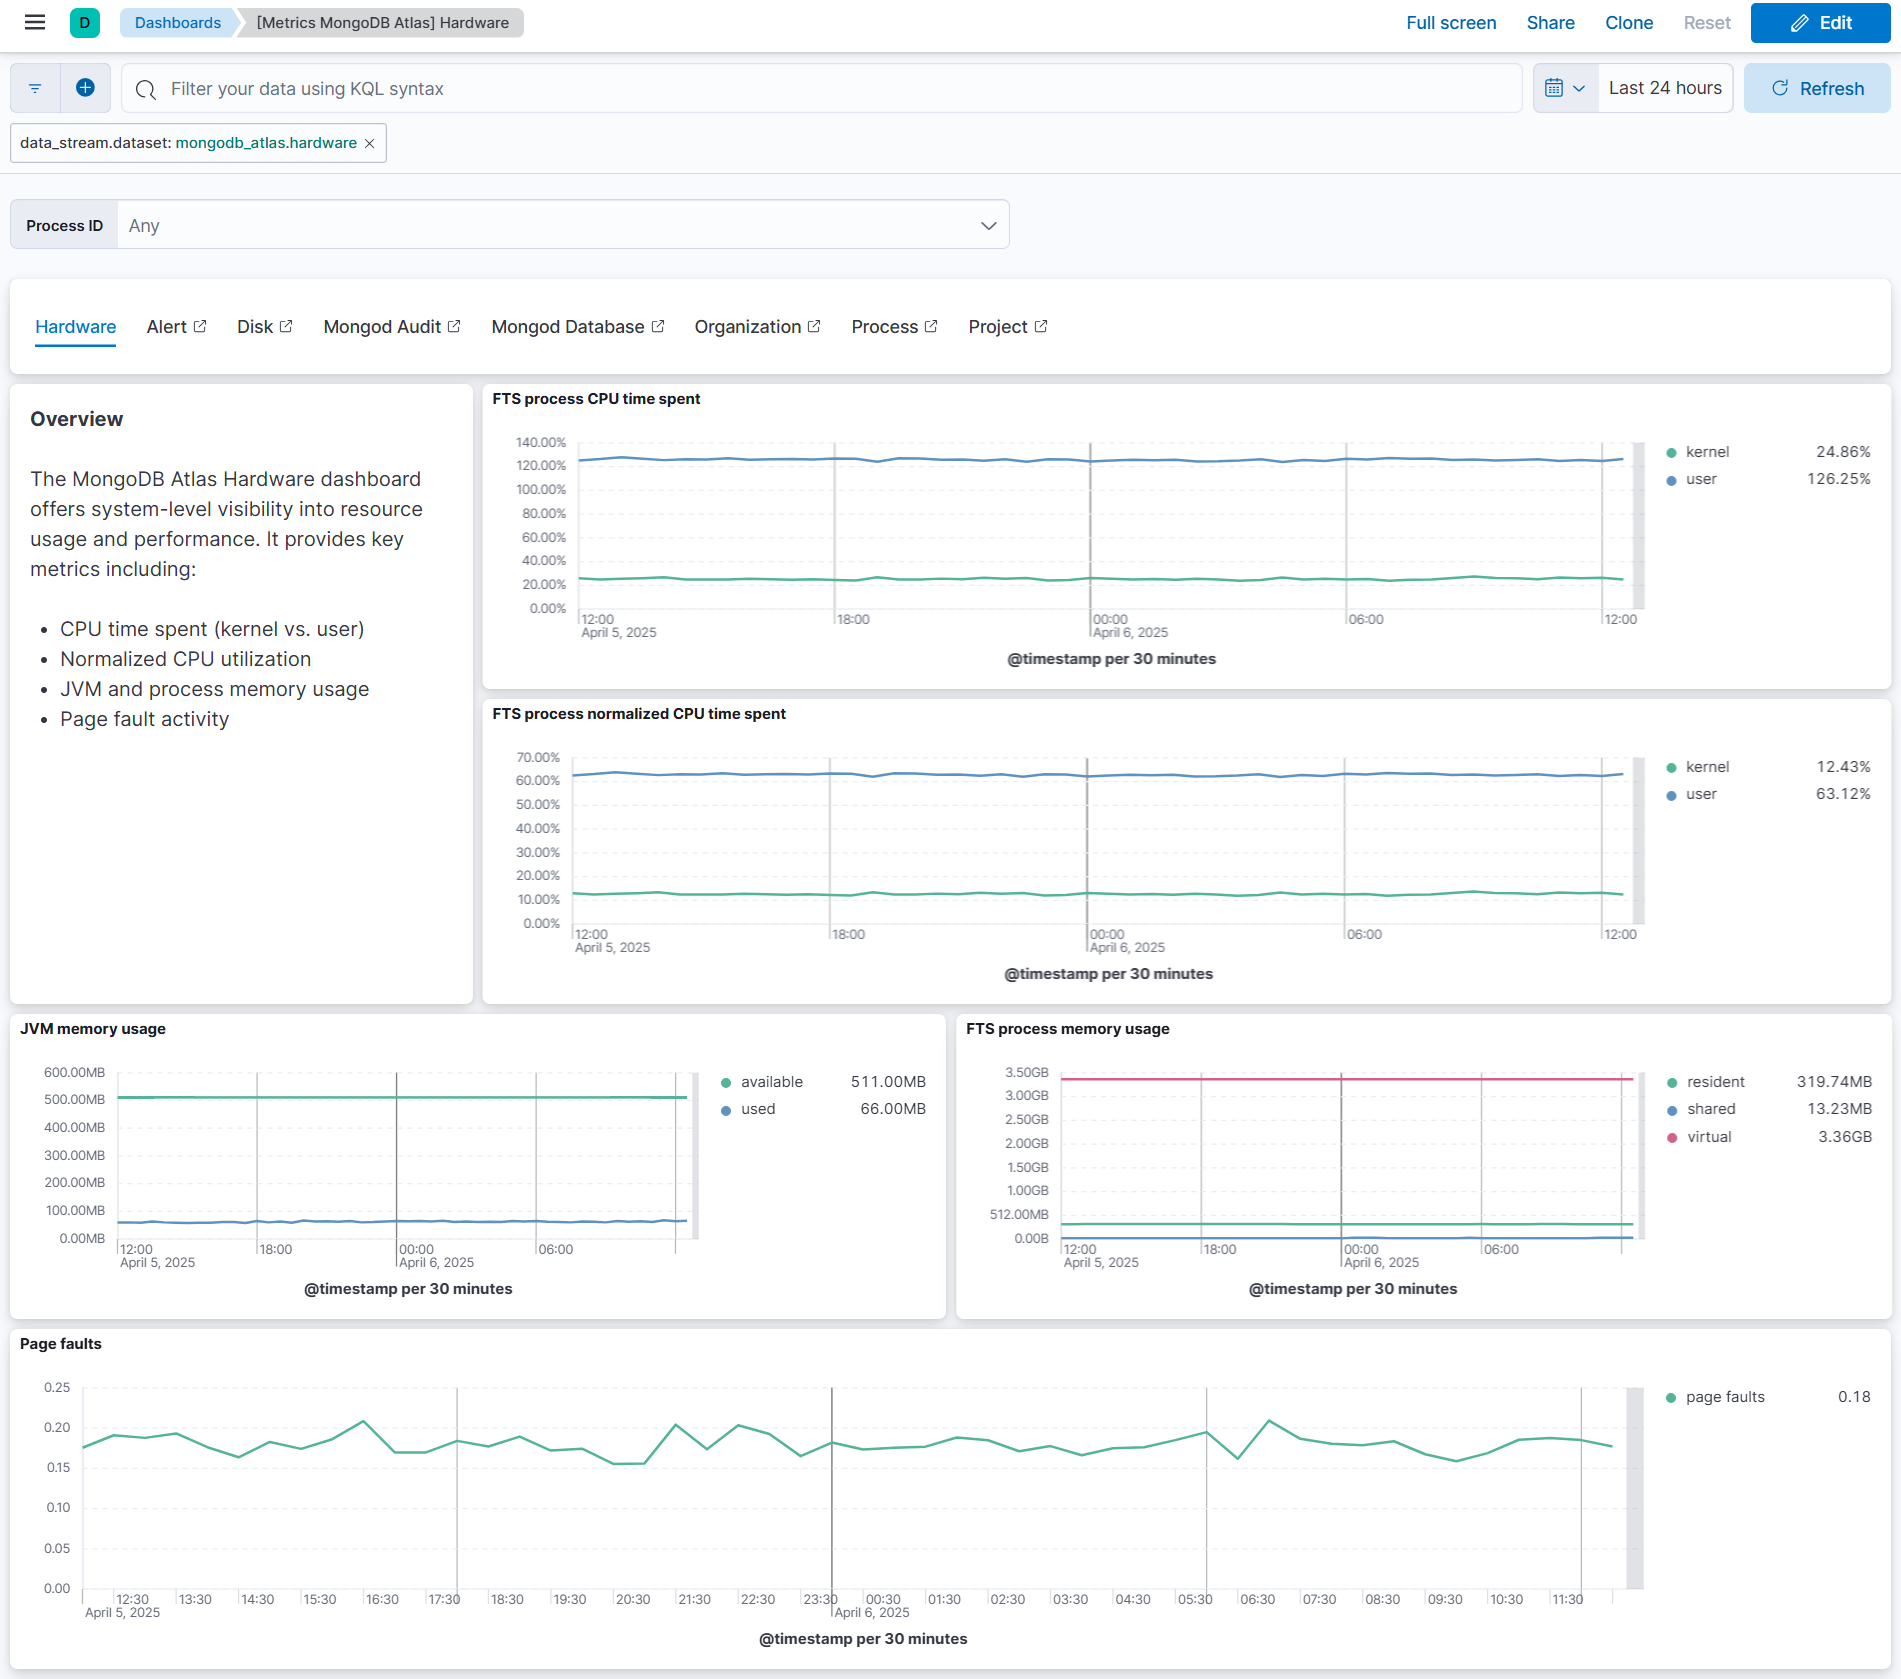 D
Dashboards
[Metrics MongoDB Atlas] Hardware
Full screen
Share
Clone
Reset
Edit
Filter your data using KQL syntax
Last 24 hours
Refresh
data_stream.dataset: mongodb_atlas.hardware ×
Process ID
Any
Hardware
Alert
Disk
Mongod Audit
Mongod Database
Organization
Process
Project
Overview
The MongoDB Atlas Hardware dashboard
offers system-level visibility into resource
usage and performance. It provides key
metrics including:
• CPU time spent (kernel vs. user)
• Normalized CPU utilization
• JVM and process memory usage
• Page fault activity
FTS process CPU time spent
140.00%
120.00%
100.00%
80.00%
60.00%
40.00%
20.00%
0.00%
12:00 18:00 00:00 06:00 12:00
April 5, 2025 April 6, 2025
@timestamp per 30 minutes
kernel 24.86%
user 126.25%
FTS process normalized CPU time spent
70.00%
60.00%
50.00%
40.00%
30.00%
20.00%
10.00%
0.00%
12:00 18:00 00:00 06:00 12:00
April 5, 2025 April 6, 2025
@timestamp per 30 minutes
kernel 12.43%
user 63.12%
JVM memory usage
600.00MB
500.00MB
400.00MB
300.00MB
200.00MB
100.00MB
0.00MB
12:00 18:00 00:00 06:00
April 5, 2025 April 6, 2025
@timestamp per 30 minutes
available 511.00MB
used 66.00MB
FTS process memory usage
3.50GB
3.00GB
2.50GB
2.00GB
1.50GB
1.00GB
512.00MB
0.00B
12:00 18:00 00:00 06:00
April 5, 2025 April 6, 2025
@timestamp per 30 minutes
resident 319.74MB
shared 13.23MB
virtual 3.36GB
Page faults
0.25
0.20
0.15
0.10
0.05
0.00
12:30 13:30 14:30 15:30 16:30 17:30 18:30 19:30 20:30 21:30 22:30 23:30 00:30 01:30 02:30 03:30 04:30 05:30 06:30 07:30 08:30 09:30 10:30 11:30
April 5, 2025 April 6, 2025
@timestamp per 30 minutes
page faults 0.18